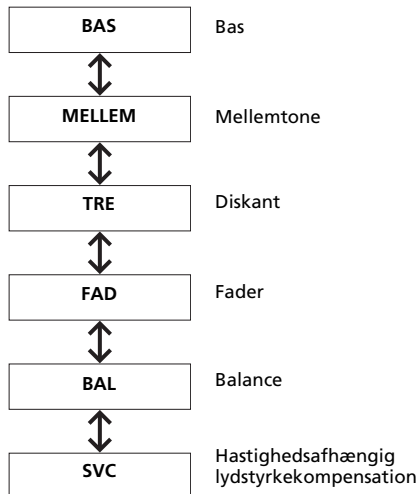 BAS Bas
MELLEM Mellemtone
TRE Diskant
FAD Fader
BAL Balance
SVC Hastighedsafhængig
lydstyrkekompensation